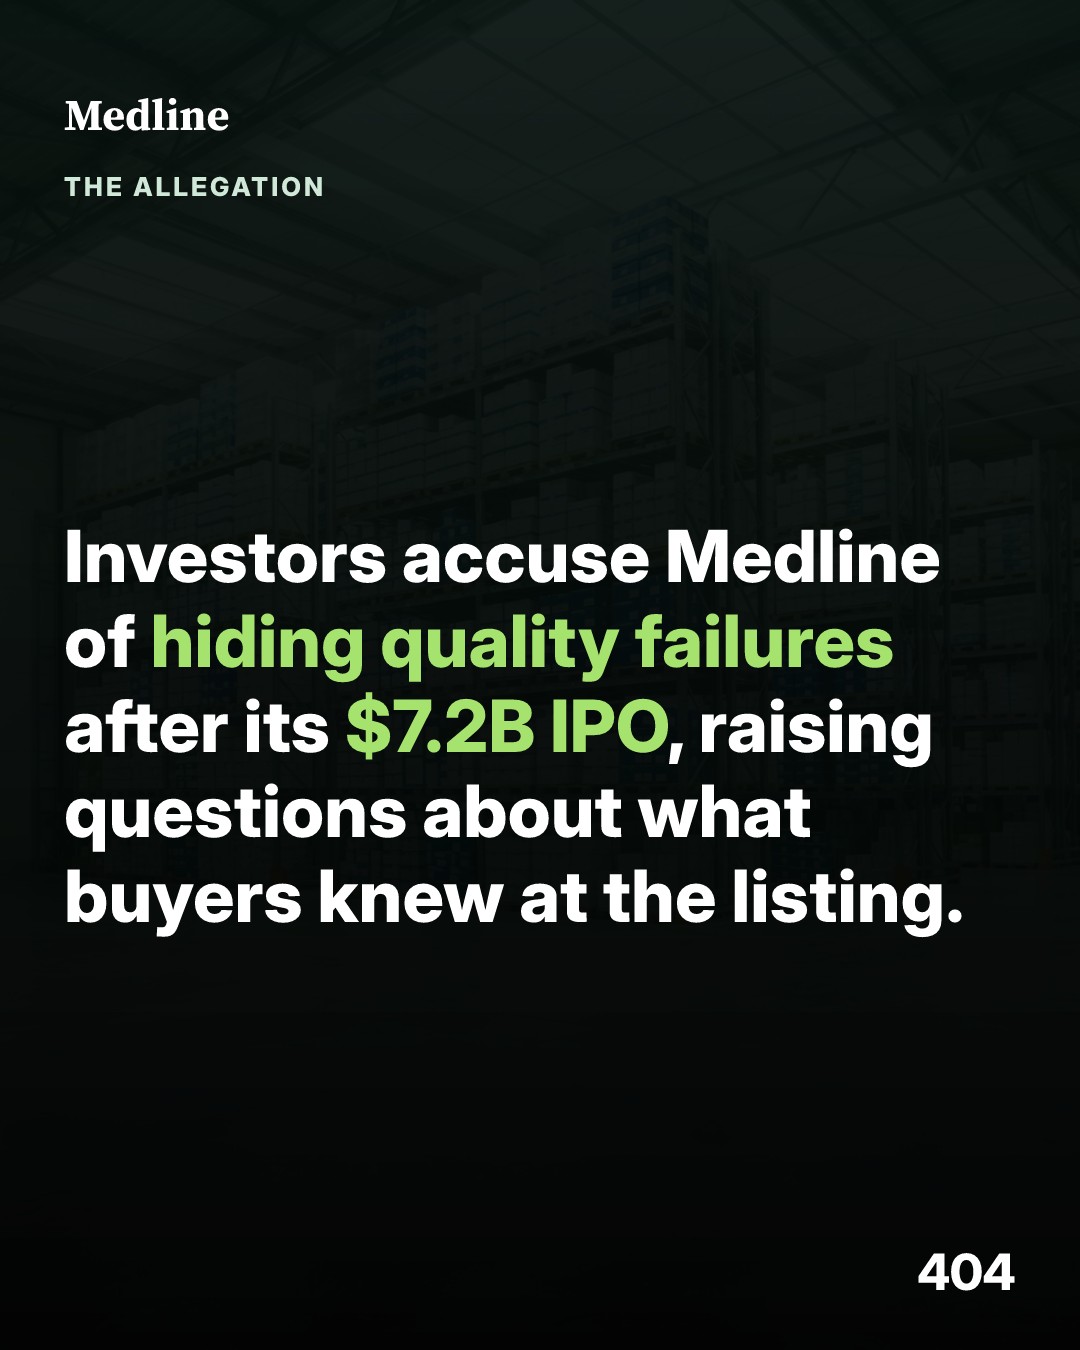 Medline
THE ALLEGATION
Investors accuse Medline
of hiding quality failures
after its $7.2B IPO, raising
questions about what
buyers knew at the listing.
404